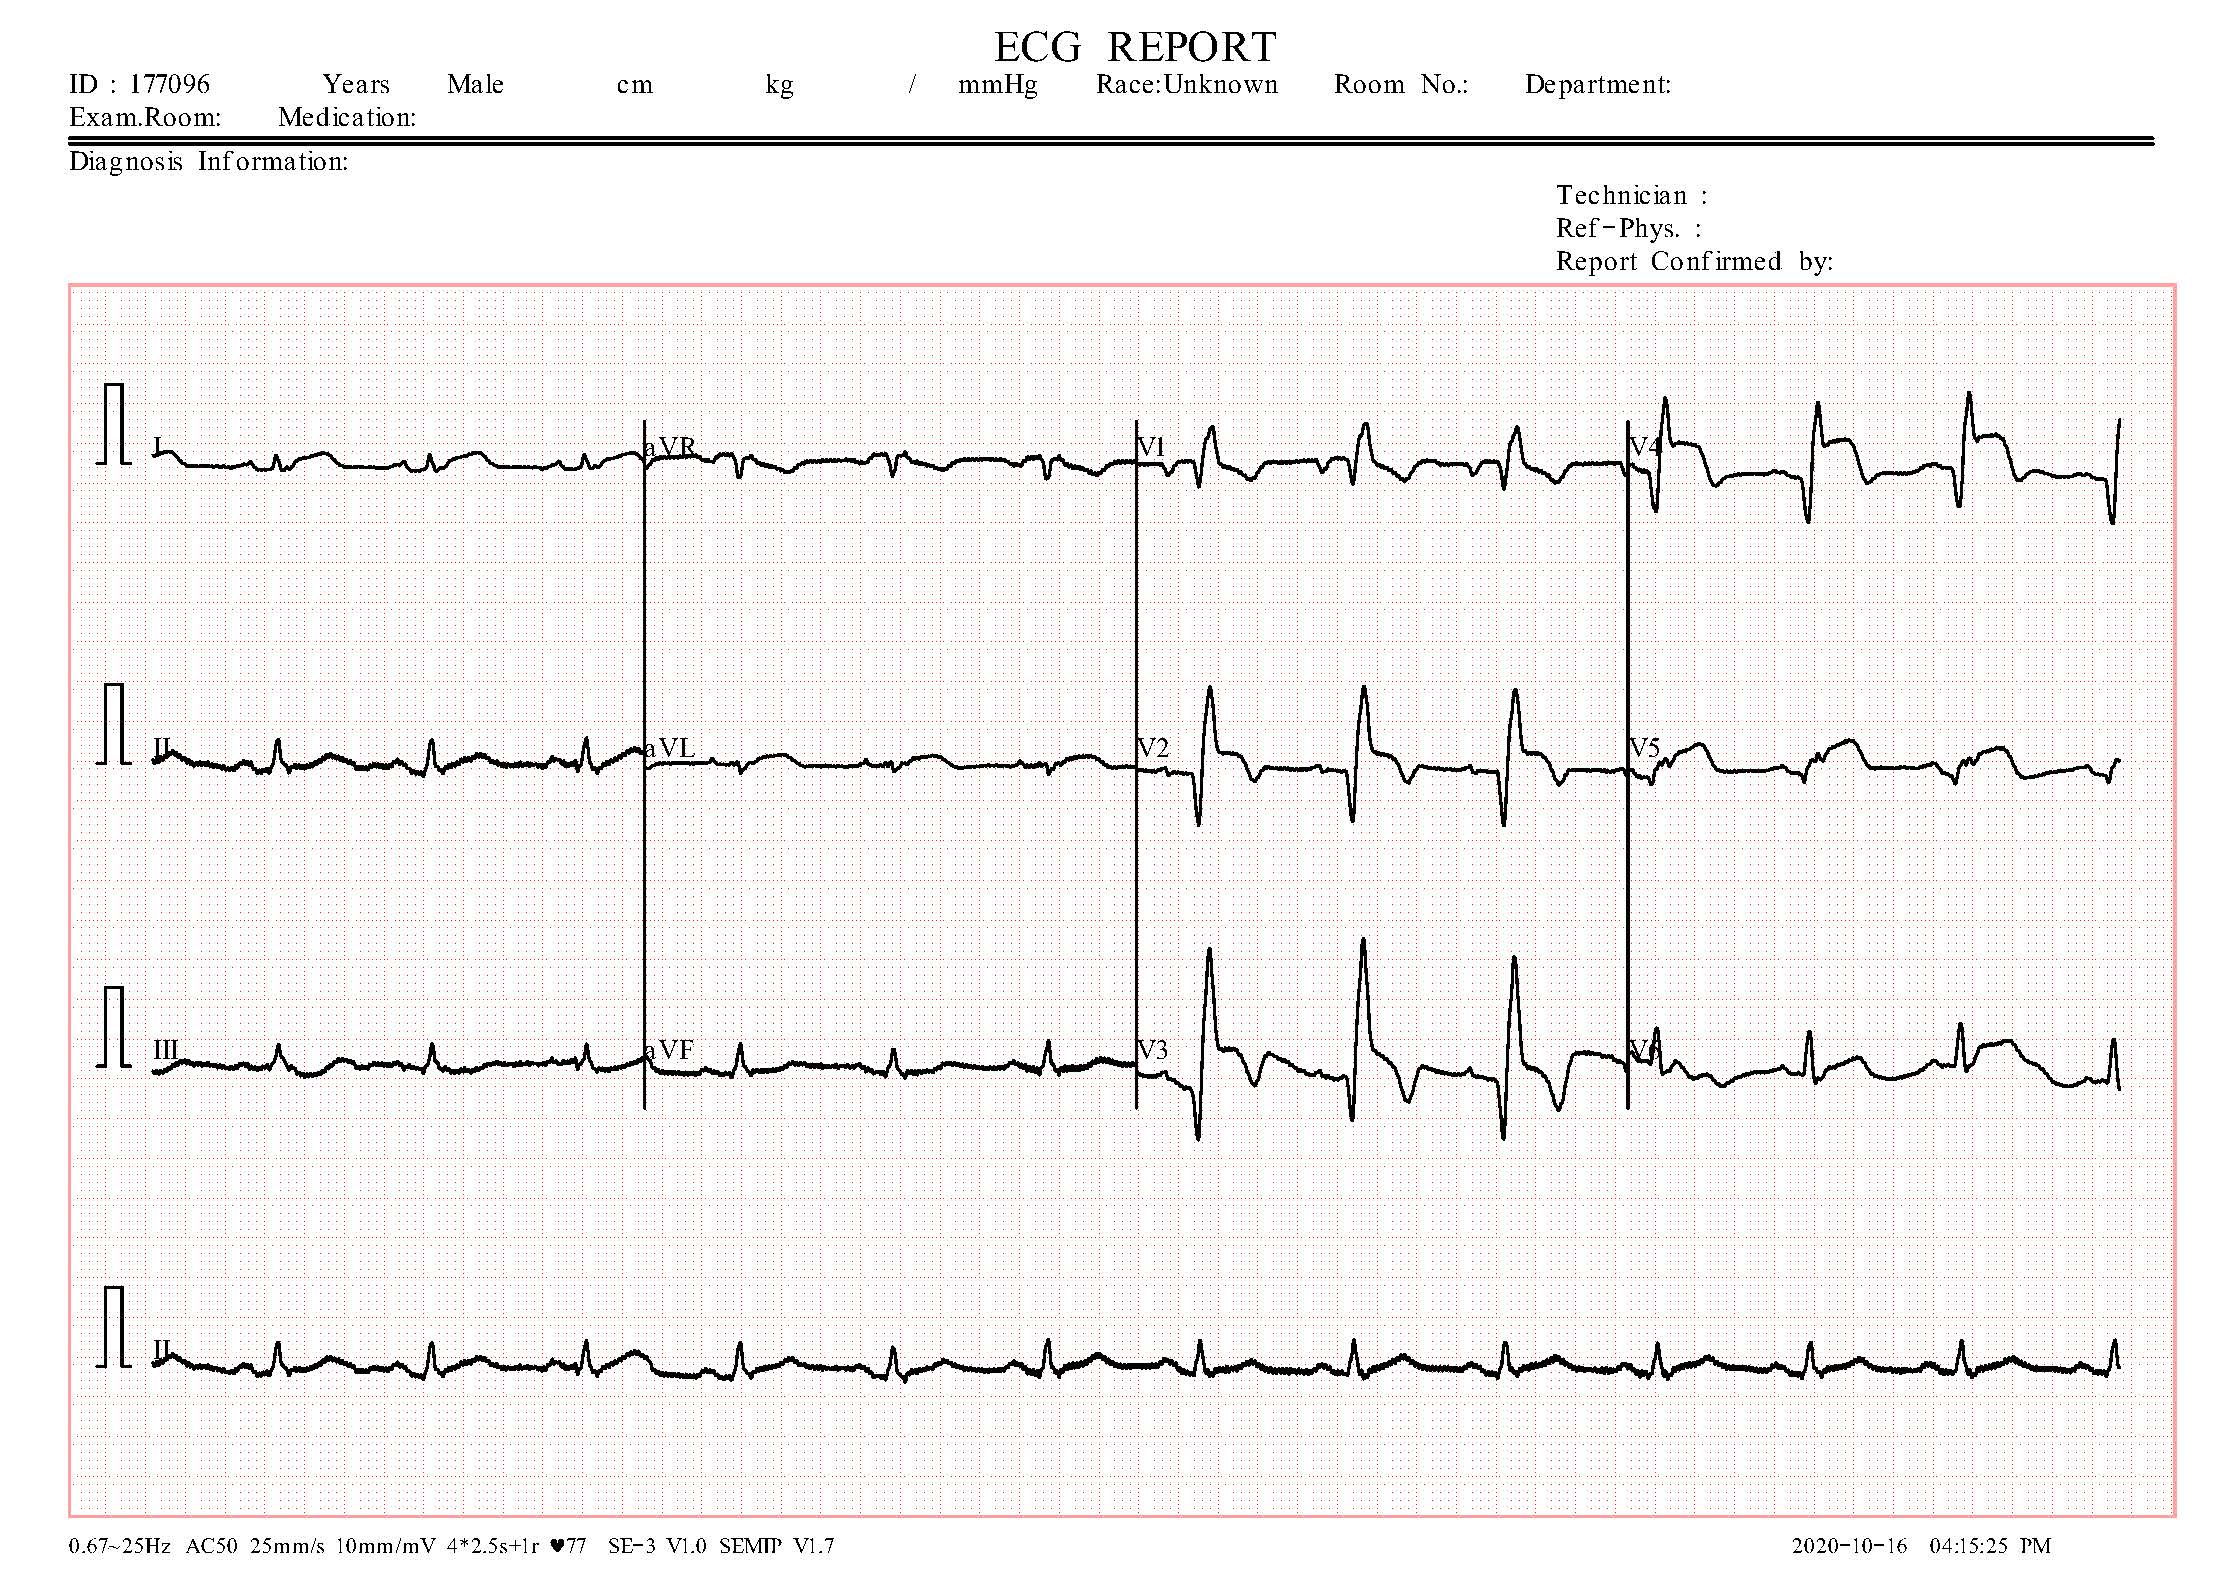 ECG REPORT
ID : 177096 Years Male cm kg / mmHg Race:Unknown Room No.: Department:
Exam.Room: Medication:
Diagnosis Information:
Technician :
Ref-Phys. :
Report Confirmed by:
I aVR V1 V4
II aVL V2 V5
III aVF V3 V6
II
0.67~25Hz AC50 25mm/s 10mm/mV 4*2.5s+1r ♥77 SE-3 V1.0 SEMIP V1.7 2020-10-16 04:15:25 PM